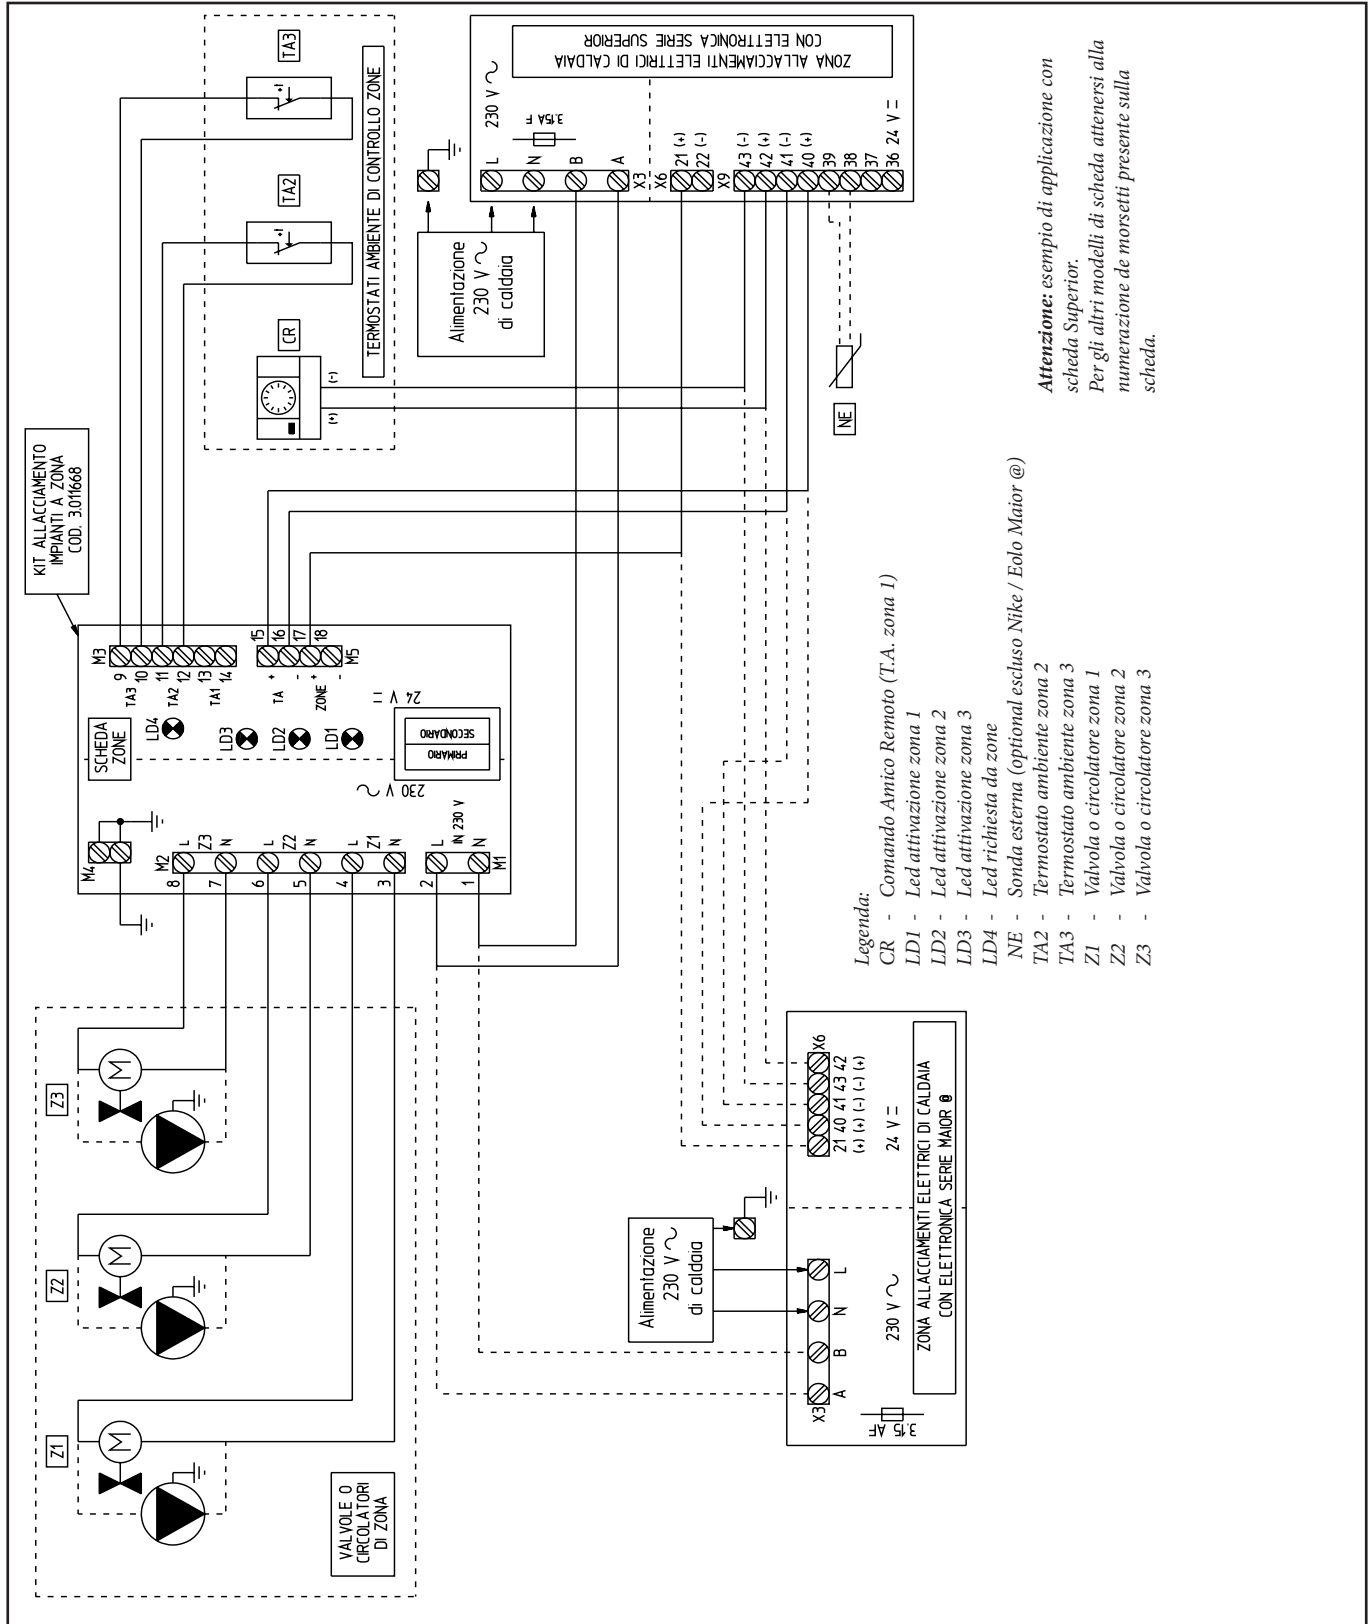 KIT ALLACCIAMENTO
IMPIANTI A ZONA
COD. 3.011668
TA3
TA2
CR
(+)
(-)
TERMOSTATI AMBIENTE DI CONTROLLO ZONE
SCHEDA
ZONE
M3
9
10
11
12
13
14
TA3
TA2
TA1
15
16
17
18
M5
+
TA
-
+
ZONE
-
LD4
LD3
LD2
LD1
24 V
PRIMARIO
SECONDARIO
230 V
M4
M2
8
7
6
5
4
3
L
Z3
N
L
Z2
N
L
Z1
N
2
1
L
IN 230 V
N
M1
Z3
M
Z2
M
Z1
M
VALVOLE O
CIRCOLATORI
DI ZONA
ZONA ALLACCIAMENTI ELETTRICI DI CALDAIA
CON ELETTRONICA SERIE SUPERIOR
230 V
3.15A F
L
N
B
A
X3
X6
21 (+)
22 (-)
X9
43 (-)
42 (+)
41 (-)
40 (+)
39
38
37
36
24 V
Alimentazione
230 V
di caldaia
NE
Alimentazione
230 V
di caldaia
X3
A
B
N
L
230 V
3.15 AF
X6
21 40 41 43 42
(+) (+) (-) (-) (+)
24 V
ZONA ALLACCIAMENTI ELETTRICI DI CALDAIA
CON ELETTRONICA SERIE MAIOR @
Legenda:
CR - Comando Amico Remoto (T.A. zona 1)
LD1 - Led attivazione zona 1
LD2 - Led attivazione zona 2
LD3 - Led attivazione zona 3
LD4 - Led richiesta da zone
NE - Sonda esterna (optional escluso Nike / Eolo Maior @)
TA2 - Termostato ambiente zona 2
TA3 - Termostato ambiente zona 3
Z1 - Valvola o circolatore zona 1
Z2 - Valvola o circolatore zona 2
Z3 - Valvola o circolatore zona 3
Attenzione: esempio di applicazione con
scheda Superior.
Per gli altri modelli di scheda attenersi alla
numerazione de morsetti presente sulla
scheda.